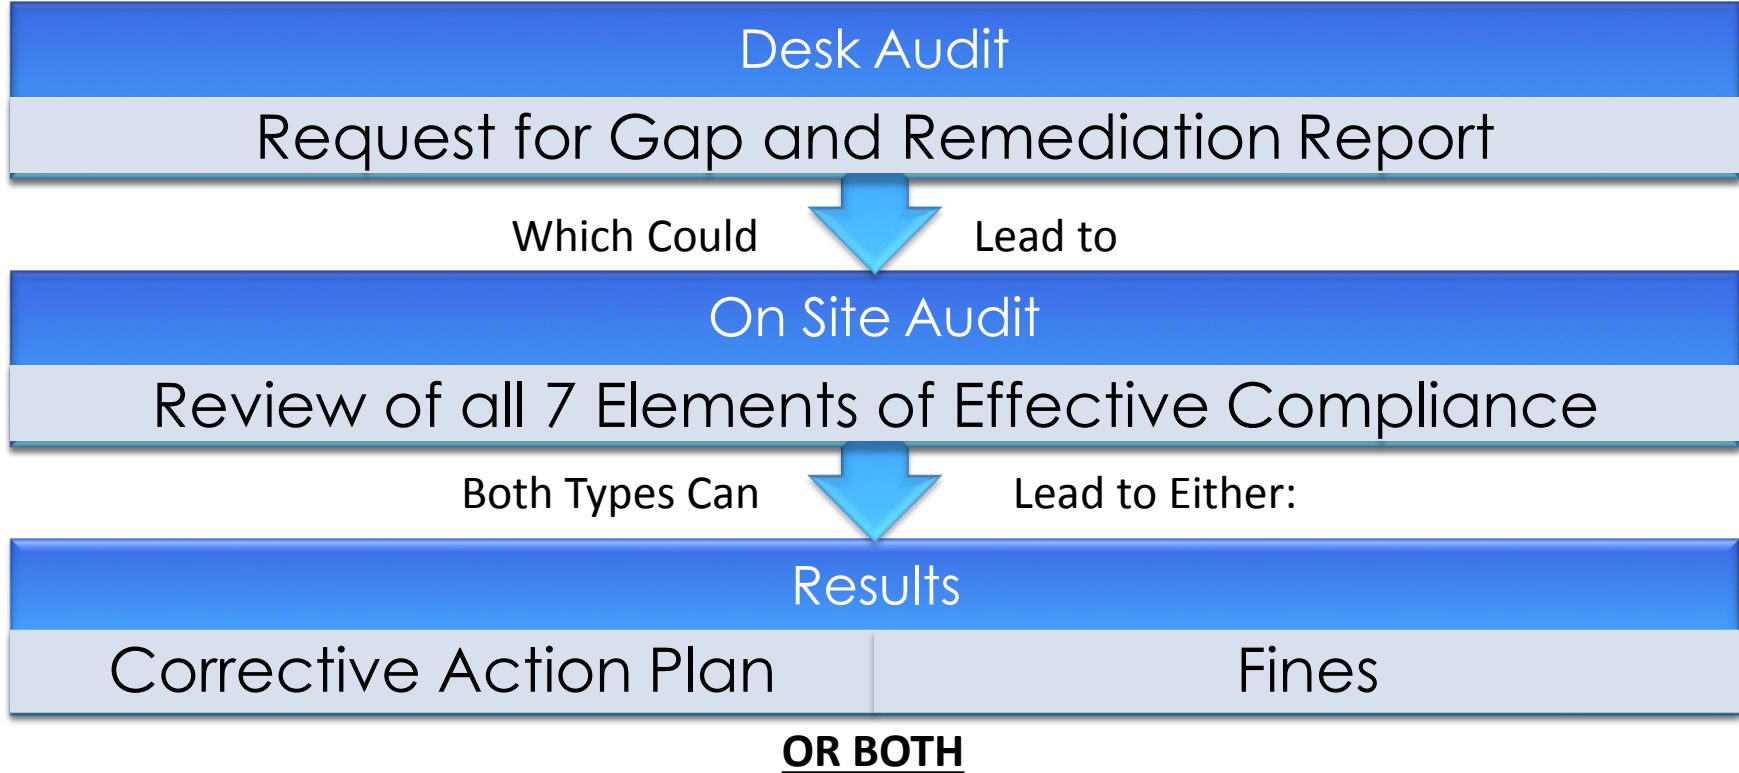 Desk Audit
Request for Gap and Remediation Report
Which Could Lead to
On Site Audit
Review of all 7 Elements of Effective Compliance
Both Types Can Lead to Either:
Results
Corrective Action Plan Fines
OR BOTH